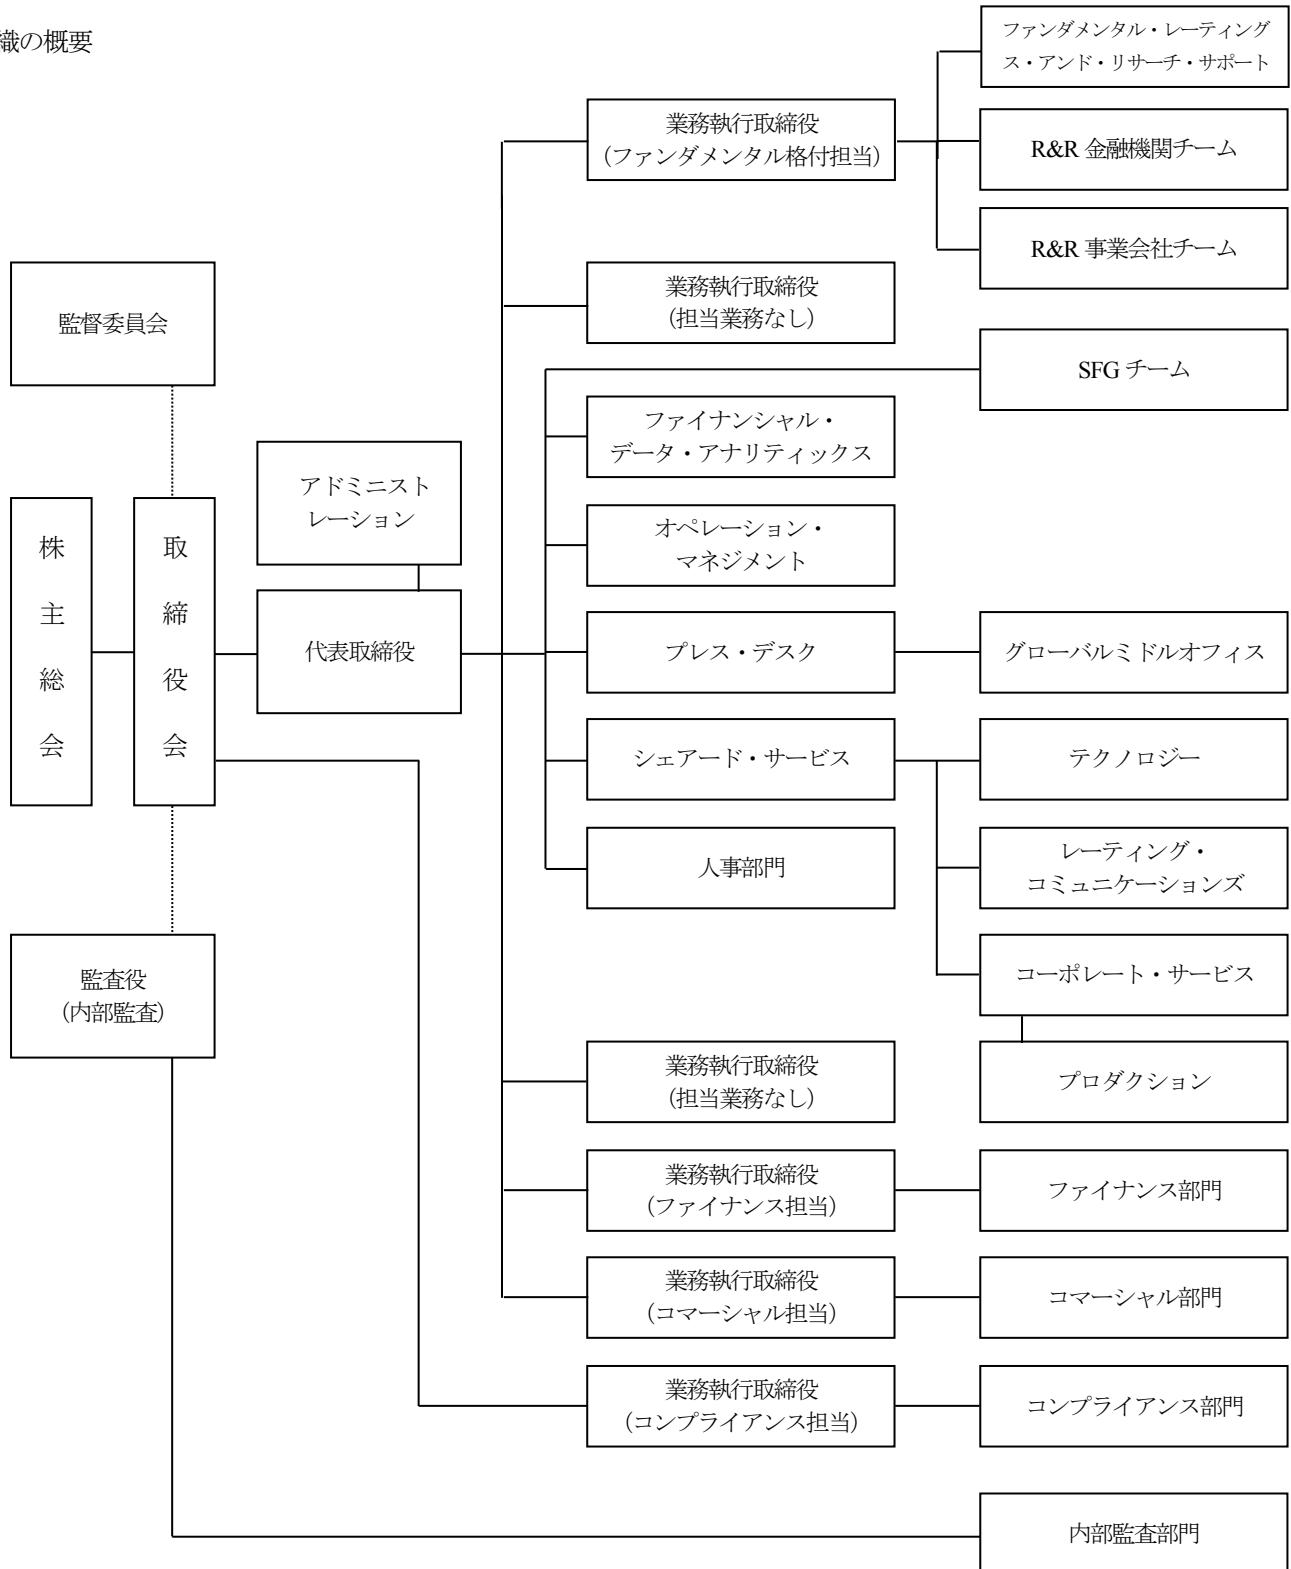 織の概要
ファンダメンタル・レーティング
ス・アンド・リサーチ・サポート
業務執行取締役
（ファンダメンタル格付担当）
R&R 金融機関チーム
R&R 事業会社チーム
監督委員会
業務執行取締役
（担当業務なし）
SFG チーム
ファイナンシャル・
データ・アナリティックス
アドミニスト
レーション
オペレーション・
マネジメント
株主総会
取締役会
代表取締役
プレス・デスク
グローバルミドルオフィス
シェアード・サービス
テクノロジー
人事部門
レーティング・
コミュニケーションズ
監査役
（内部監査）
コーポレート・サービス
業務執行取締役
（担当業務なし）
プロダクション
業務執行取締役
（ファイナンス担当）
ファイナンス部門
業務執行取締役
（コマーシャル担当）
コマーシャル部門
業務執行取締役
（コンプライアンス担当）
コンプライアンス部門
内部監査部門